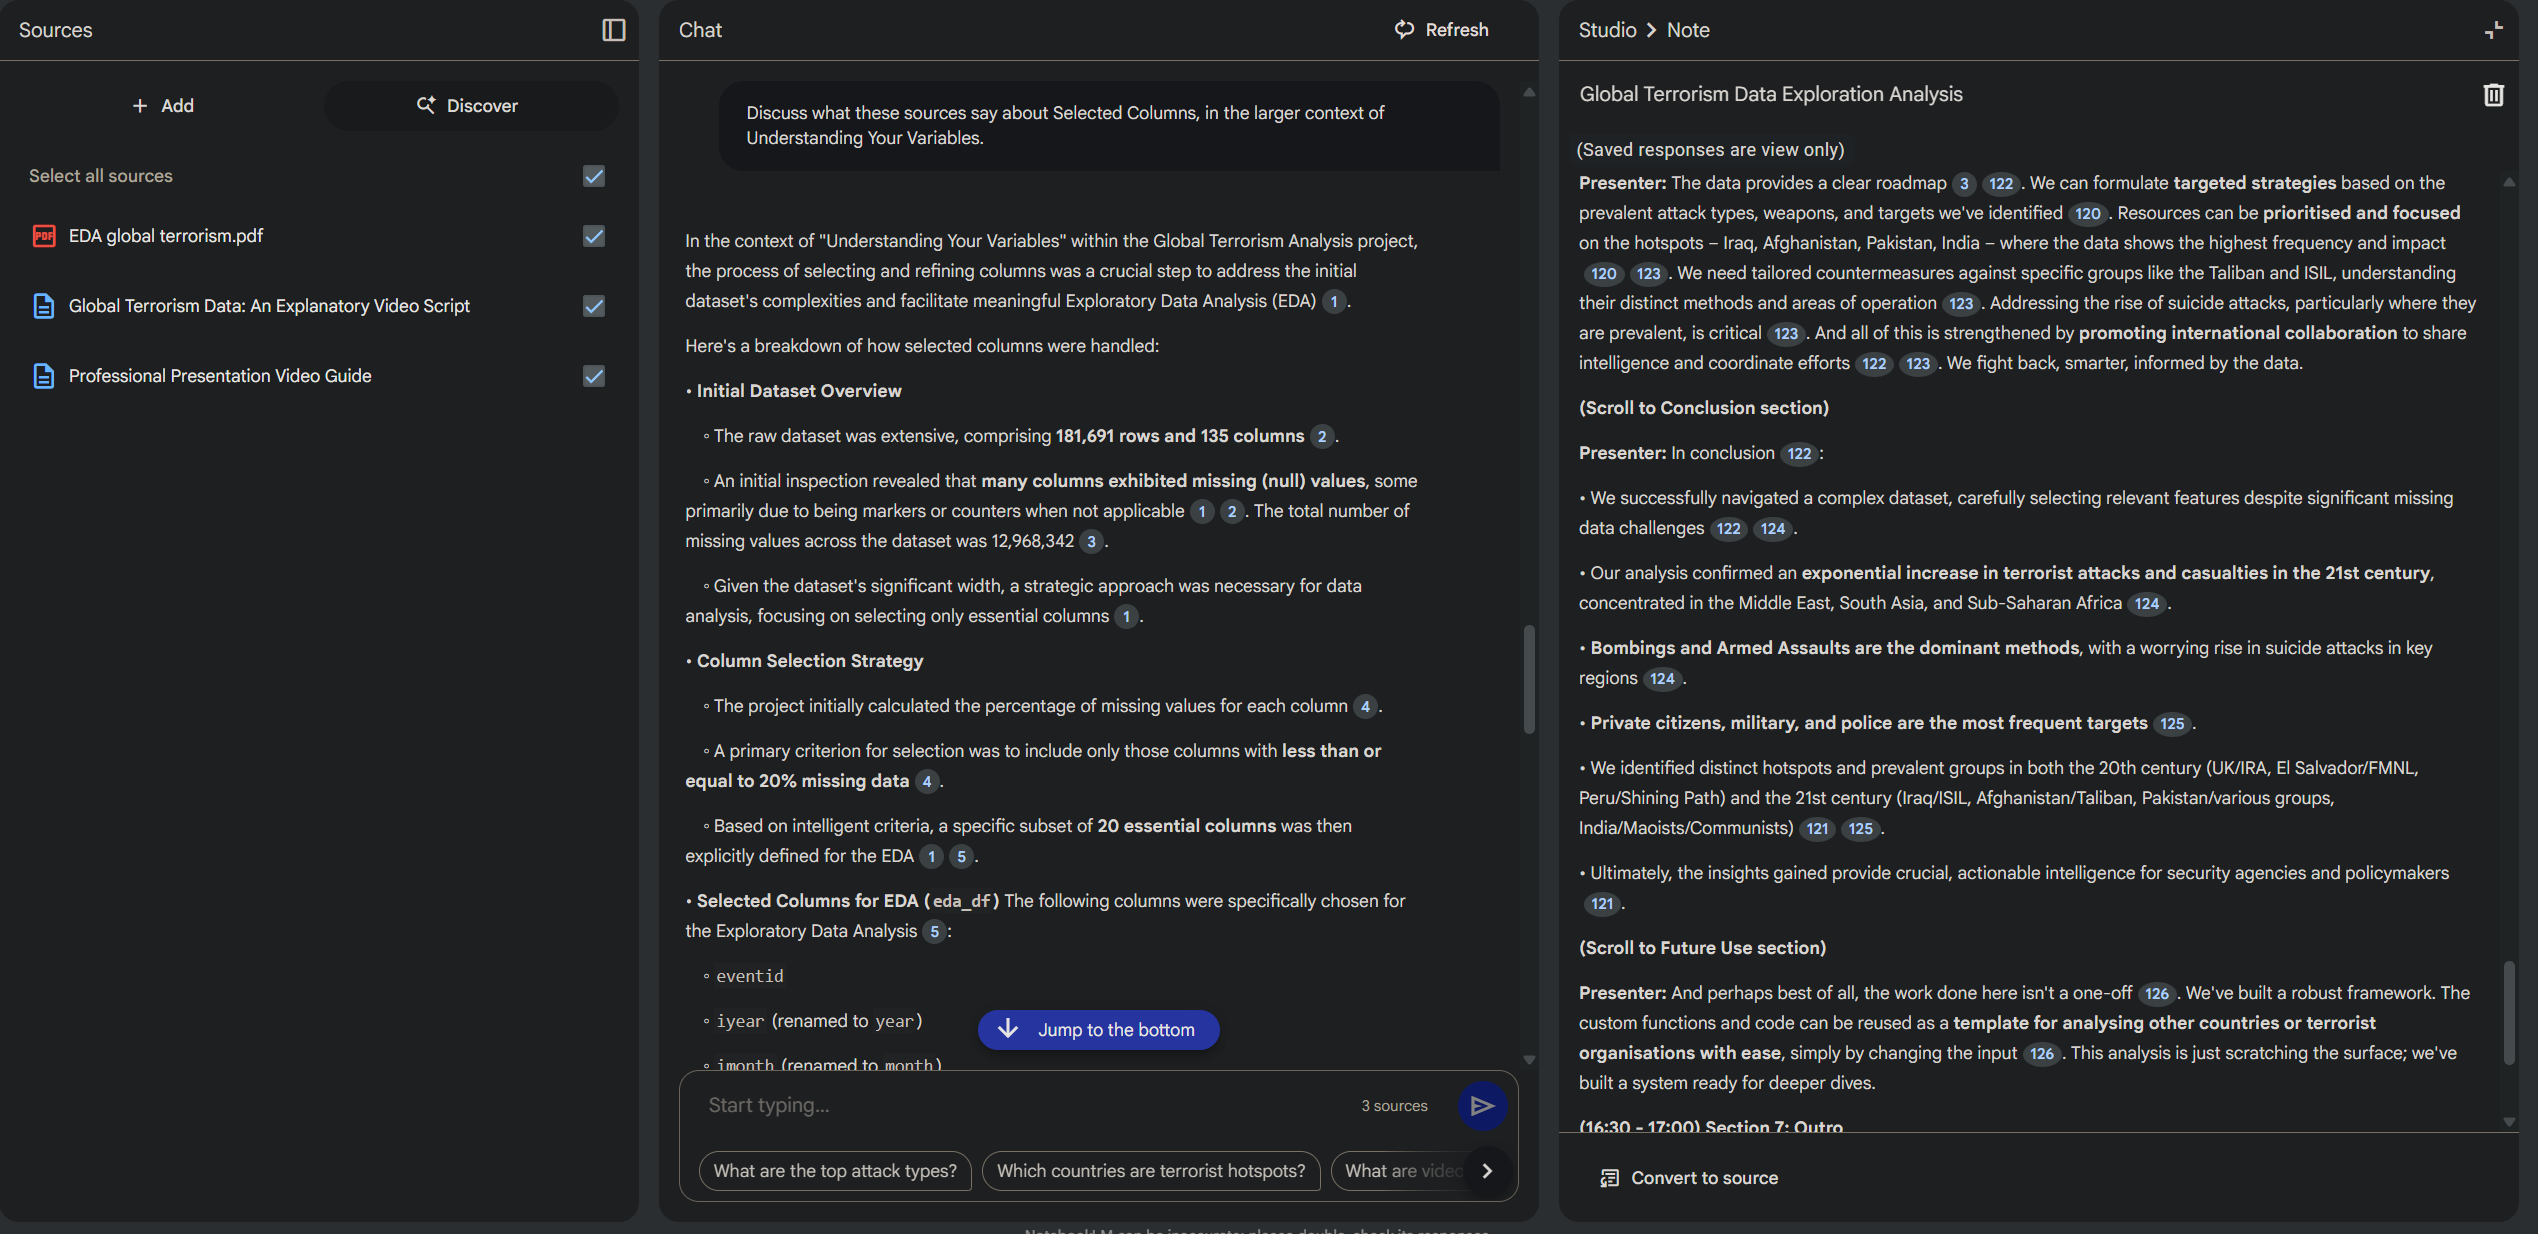 Sources
+ Add
Discover
Select all sources
PDF
EDA global terrorism.pdf
Global Terrorism Data: An Explanatory Video Script
Professional Presentation Video Guide
Chat
Refresh
Discuss what these sources say about Selected Columns, in the larger context of
Understanding Your Variables.
In the context of "Understanding Your Variables" within the Global Terrorism Analysis project,
the process of selecting and refining columns was a crucial step to address the initial
dataset's complexities and facilitate meaningful Exploratory Data Analysis (EDA) 1 .
Here's a breakdown of how selected columns were handled:
• Initial Dataset Overview
◦ The raw dataset was extensive, comprising 181,691 rows and 135 columns 2 .
◦ An initial inspection revealed that many columns exhibited missing (null) values, some
primarily due to being markers or counters when not applicable 1 2 . The total number of
missing values across the dataset was 12,968,342 3 .
◦ Given the dataset's significant width, a strategic approach was necessary for data
analysis, focusing on selecting only essential columns 1 .
• Column Selection Strategy
◦ The project initially calculated the percentage of missing values for each column 4 .
◦ A primary criterion for selection was to include only those columns with less than or
equal to 20% missing data 4 .
◦ Based on intelligent criteria, a specific subset of 20 essential columns was then
explicitly defined for the EDA 1 5 .
• Selected Columns for EDA (eda_df) The following columns were specifically chosen for
the Exploratory Data Analysis 5 :
◦ eventid
◦ iyear (renamed to year)
◦ imonth (renamed to month)
Jump to the bottom
Start typing...
3 sources
What are the top attack types?
Which countries are terrorist hotspots?
What are video
NotebookLM can be inaccurate; please double-check its responses.
Studio > Note
Global Terrorism Data Exploration Analysis
(Saved responses are view only)
Presenter: The data provides a clear roadmap 3 122 . We can formulate targeted strategies based on the
prevalent attack types, weapons, and targets we've identified 120 . Resources can be prioritised and focused
on the hotspots – Iraq, Afghanistan, Pakistan, India – where the data shows the highest frequency and impact
120 123 . We need tailored countermeasures against specific groups like the Taliban and ISIL, understanding
their distinct methods and areas of operation 123 . Addressing the rise of suicide attacks, particularly where they
are prevalent, is critical 123 . And all of this is strengthened by promoting international collaboration to share
intelligence and coordinate efforts 122 123 . We fight back, smarter, informed by the data.
(Scroll to Conclusion section)
Presenter: In conclusion 122 :
• We successfully navigated a complex dataset, carefully selecting relevant features despite significant missing
data challenges 122 124 .
• Our analysis confirmed an exponential increase in terrorist attacks and casualties in the 21st century,
concentrated in the Middle East, South Asia, and Sub-Saharan Africa 124 .
• Bombings and Armed Assaults are the dominant methods, with a worrying rise in suicide attacks in key
regions 124 .
• Private citizens, military, and police are the most frequent targets 125 .
• We identified distinct hotspots and prevalent groups in both the 20th century (UK/IRA, El Salvador/FMNL,
Peru/Shining Path) and the 21st century (Iraq/ISIL, Afghanistan/Taliban, Pakistan/various groups,
India/Maoists/Communists) 121 125 .
• Ultimately, the insights gained provide crucial, actionable intelligence for security agencies and policymakers
121 .
(Scroll to Future Use section)
Presenter: And perhaps best of all, the work done here isn't a one-off 126 . We've built a robust framework. The
custom functions and code can be reused as a template for analysing other countries or terrorist
organisations with ease, simply by changing the input 126 . This analysis is just scratching the surface; we've
built a system ready for deeper dives.
(16:30 - 17:00) Section 7: Outro
Convert to source